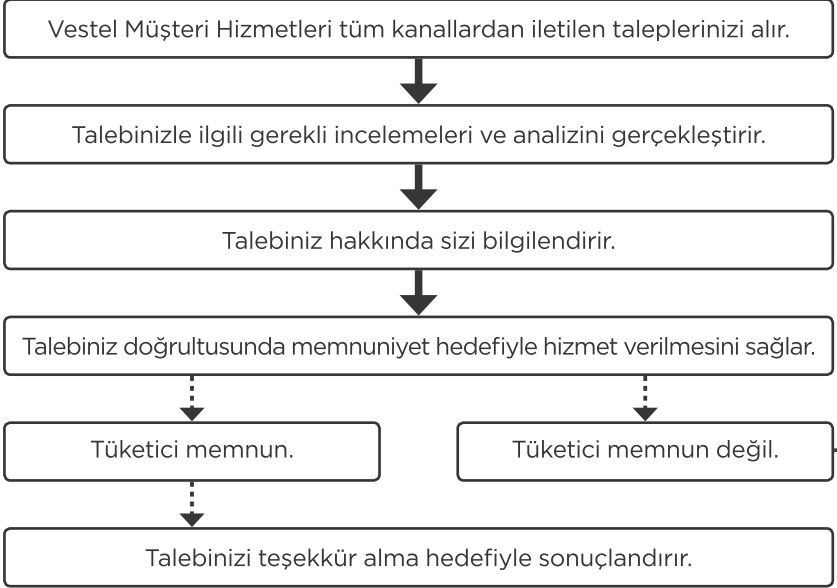 Vestel Müşteri Hizmetleri tüm kanallardan iletilen taleplerinizi alır.
Talebinizle ilgili gerekli incelemeleri ve analizini gerçekleştirir.
Talebiniz hakkında sizi bilgilendirir.
Talebiniz doğrultusunda memnuniyet hedefiyle hizmet verilmesini sağlar.
Tüketici memnun.
Tüketici memnun değil.
Talebinizi teşekkür alma hedefiyle sonuçlandırır.